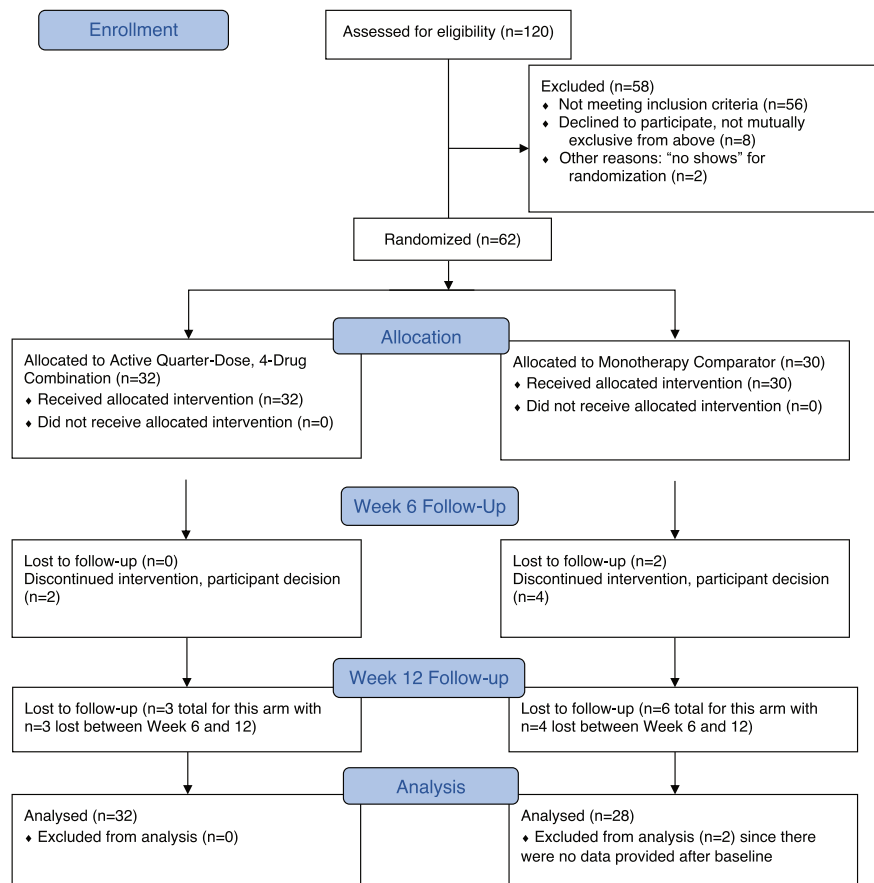 Enrollment
Assessed for eligibility (n=120)
Excluded (n=58)
♦ Not meeting inclusion criteria (n=56)
♦ Declined to participate, not mutually
exclusive from above (n=8)
♦ Other reasons: “no shows” for
randomization (n=2)
Randomized (n=62)
Allocation
Allocated to Active Quarter-Dose, 4-Drug
Combination (n=32)
♦ Received allocated intervention (n=32)
♦ Did not receive allocated intervention (n=0)
Allocated to Monotherapy Comparator (n=30)
♦ Received allocated intervention (n=30)
♦ Did not receive allocated intervention (n=0)
Week 6 Follow-Up
Lost to follow-up (n=0)
Discontinued intervention, participant decision
(n=2)
Lost to follow-up (n=2)
Discontinued intervention, participant decision
(n=4)
Week 12 Follow-up
Lost to follow-up (n=3 total for this arm with
n=3 lost between Week 6 and 12)
Lost to follow-up (n=6 total for this arm with
n=4 lost between Week 6 and 12)
Analysis
Analysed (n=32)
♦ Excluded from analysis (n=0)
Analysed (n=28)
♦ Excluded from analysis (n=2) since there
were no data provided after baseline